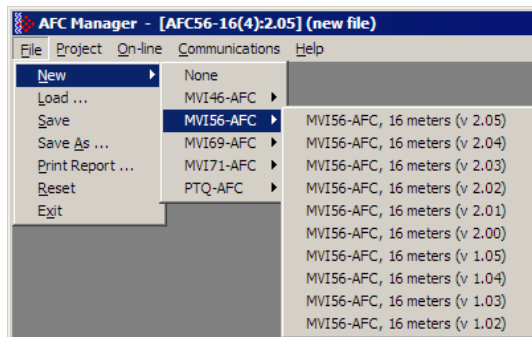 AFC Manager - [AFC56-16(4):2.05] (new file)
File Project On-line Communications Help
New
Load ...
Save
Save As ...
Print Report ...
Reset
Exit
None
MVI46-AFC
MVI56-AFC
MVI69-AFC
MVI71-AFC
PTQ-AFC
MVI56-AFC, 16 meters (v 2.05)
MVI56-AFC, 16 meters (v 2.04)
MVI56-AFC, 16 meters (v 2.03)
MVI56-AFC, 16 meters (v 2.02)
MVI56-AFC, 16 meters (v 2.01)
MVI56-AFC, 16 meters (v 2.00)
MVI56-AFC, 16 meters (v 1.05)
MVI56-AFC, 16 meters (v 1.04)
MVI56-AFC, 16 meters (v 1.03)
MVI56-AFC, 16 meters (v 1.02)